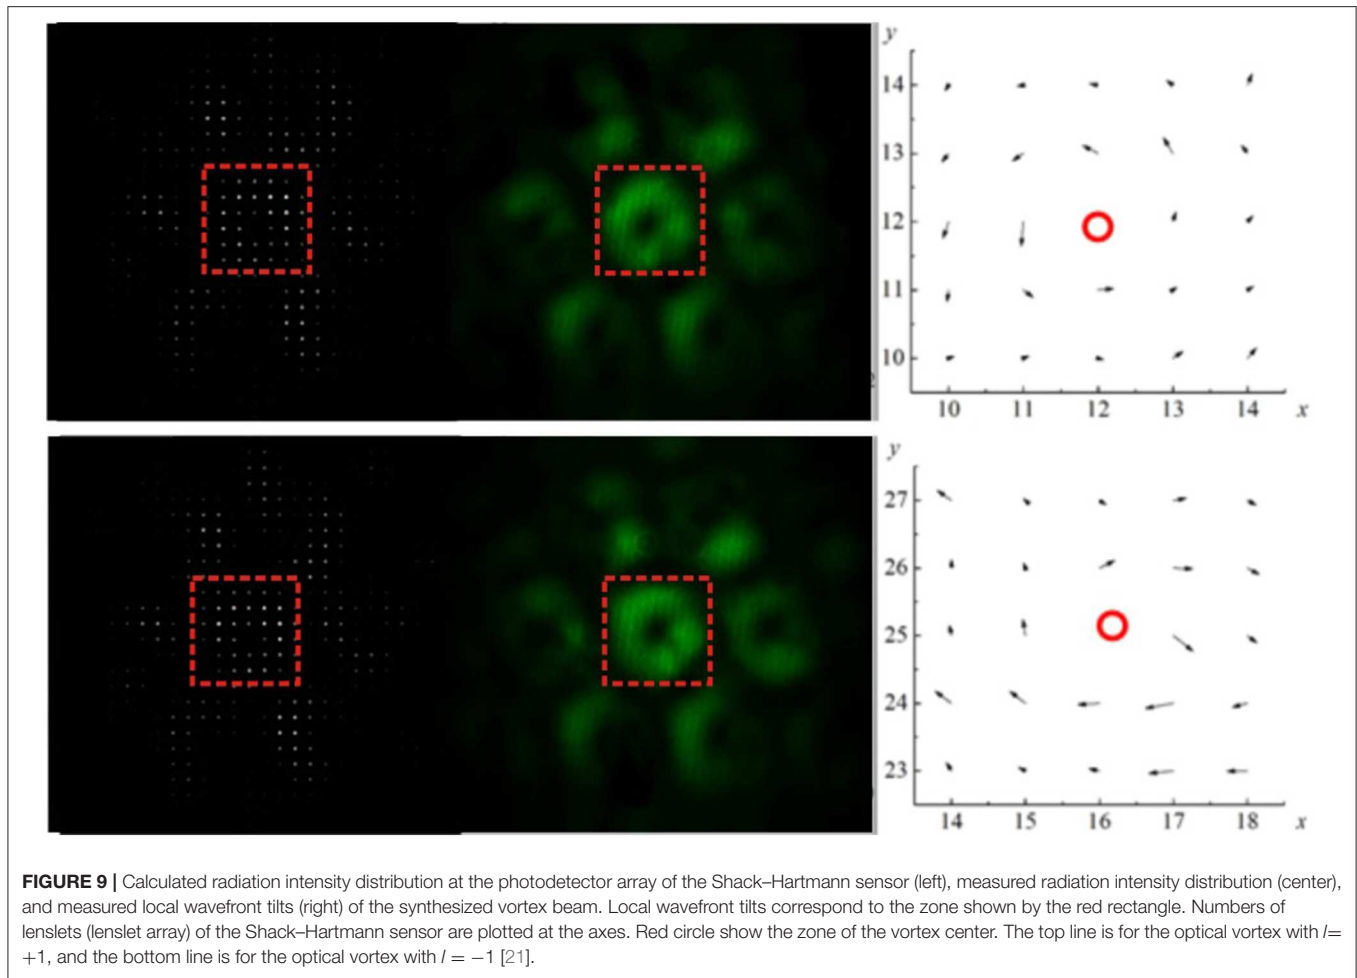 y
14
13
12
11
10
10 11 12 13 14 x
y
27
26
25
24
23
14 15 16 17 18 x
FIGURE 9 | Calculated radiation intensity distribution at the photodetector array of the Shack–Hartmann sensor (left), measured radiation intensity distribution (center),
and measured local wavefront tilts (right) of the synthesized vortex beam. Local wavefront tilts correspond to the zone shown by the red rectangle. Numbers of
lenslets (lenslet array) of the Shack–Hartmann sensor are plotted at the axes. Red circle show the zone of the vortex center. The top line is for the optical vortex with l=
+1, and the bottom line is for the optical vortex with l = −1 [21].